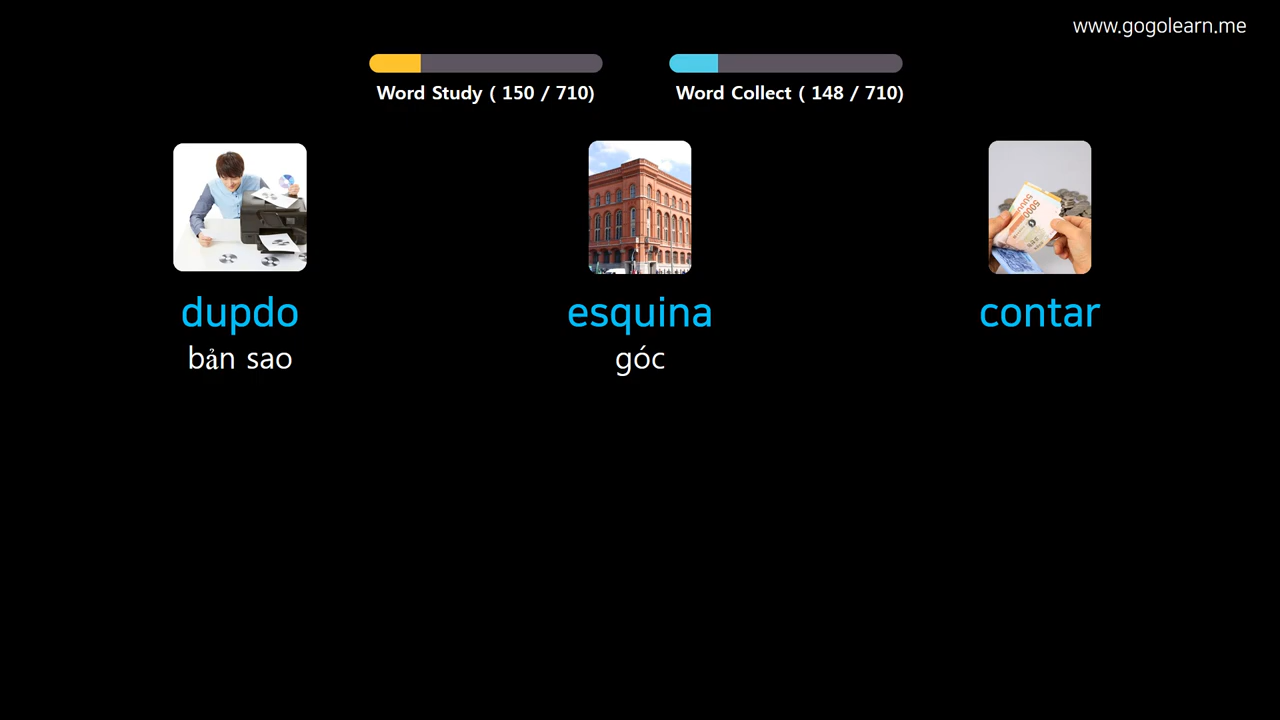 www.gogolearn.me
Word Study ( 150 / 710)
Word Collect ( 148 / 710)
dupdo
esquina
contar
bản sao
góc